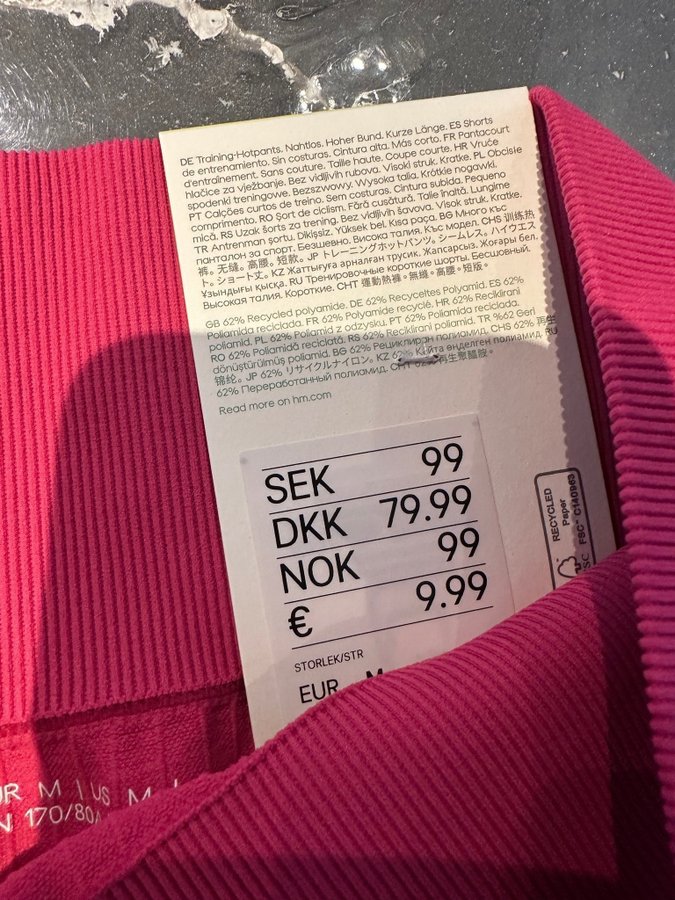 DE Training-Hotpants. Nahtlos. Hoher Bund. Kurze Länge. ES Shorts
de entrenamiento. Sin costuras. Cintura alta. Más corto. FR Pantacourt
d'entraînement. Sans couture. Taille haute. Coupe courte. HR Vruće
hlačice za vježbanje. Bez vidljivih rubova. Visoki struk. Kratke. PL Obcisłe
spodenki treningowe. Bezszwowy. Wysoka talia. Krótkie nogawki.
PT Calções curtos de treino. Sem costuras. Cintura subida. Pequeno
comprimento. RO Șort de ciclism. Fără cusătură. Talie înaltă. Lungime
mică. RS Uzak šorts za trening. Bez vidljivih šavova. Visok struk. Kratke.
TR Antrenman şortu. Dikişsiz. Yüksek bel. Kısa paça. BG Много къс
панталон за спорт. Безшевно. Висока талия. Къс модел. CHS 训练热
裤。无缝。高腰。短款。JP トレーニングホットパンツ。シームレス。ハイウエス
ト。ショート丈。KZ Жаттығуға арналған трусик. Жапсарсыз. Жоғары бел.
Ұзындығы қысқа. RU Тренировочные короткие шорты. Бесшовный.
Высокая талия. Короткие. CHT 運動熱褲。無縫。高腰。短版。
GB 62% Recycled polyamide. DE 62% Recyceltes Polyamid. ES 62%
Poliamida reciclada. FR 62% Polyamide recyclé. HR 62% Reciklirani
poliamid. PL 62% Poliamid z odzysku. PT 62% Poliamida reciclada.
RO 62% Poliamidă reciclată. RS 62% Reciklirani poliamid. TR %62 Geri
dönüştürülmüş poliamid. BG 62% Рециклиран полиамид. CHS 62% 再生
锦纶。JP 62% リサイクルナイロン。KZ 62% Қайта өңделген полиамид. RU
62% Переработанный полиамид. CHT 62% 再生聚醯胺。
Read more on hm.com
SEK 99
DKK 79.99
NOK 99
€ 9.99
STORLEK/STR
EUR M
RECYCLED
Paper
FSC™ C140963
M | US M
170/80A